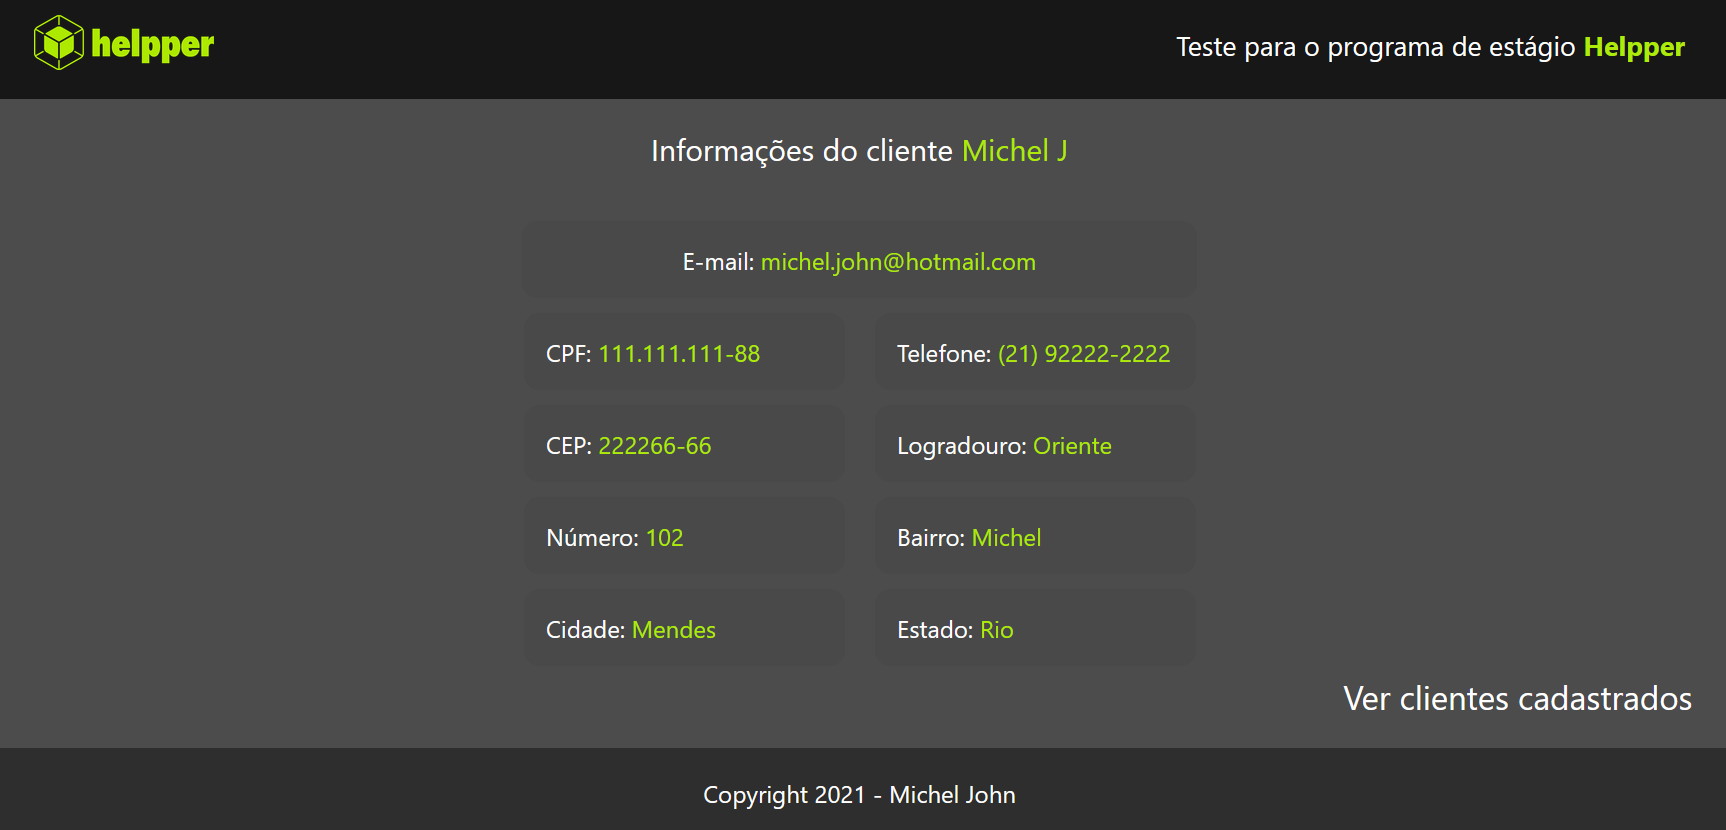 helpper
Teste para o programa de estágio Helpper
Informações do cliente Michel J
E-mail: michel.john@hotmail.com
CPF: 111.111.111-88
Telefone: (21) 92222-2222
CEP: 222266-66
Logradouro: Oriente
Número: 102
Bairro: Michel
Cidade: Mendes
Estado: Rio
Ver clientes cadastrados
Copyright 2021 - Michel John